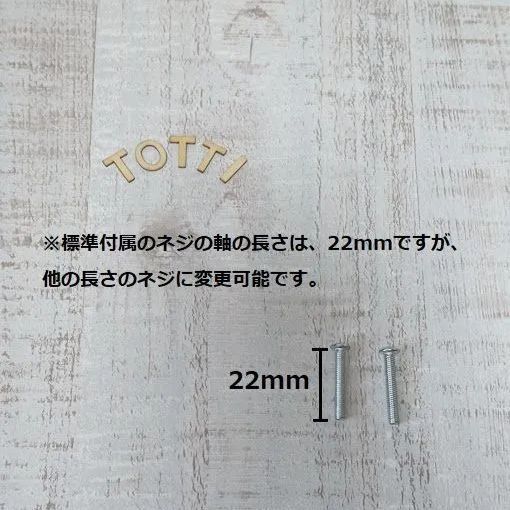 TOTTI
※標準付属のネジの軸の長さは、22mmですが、
他の長さのネジに変更可能です。
22mm